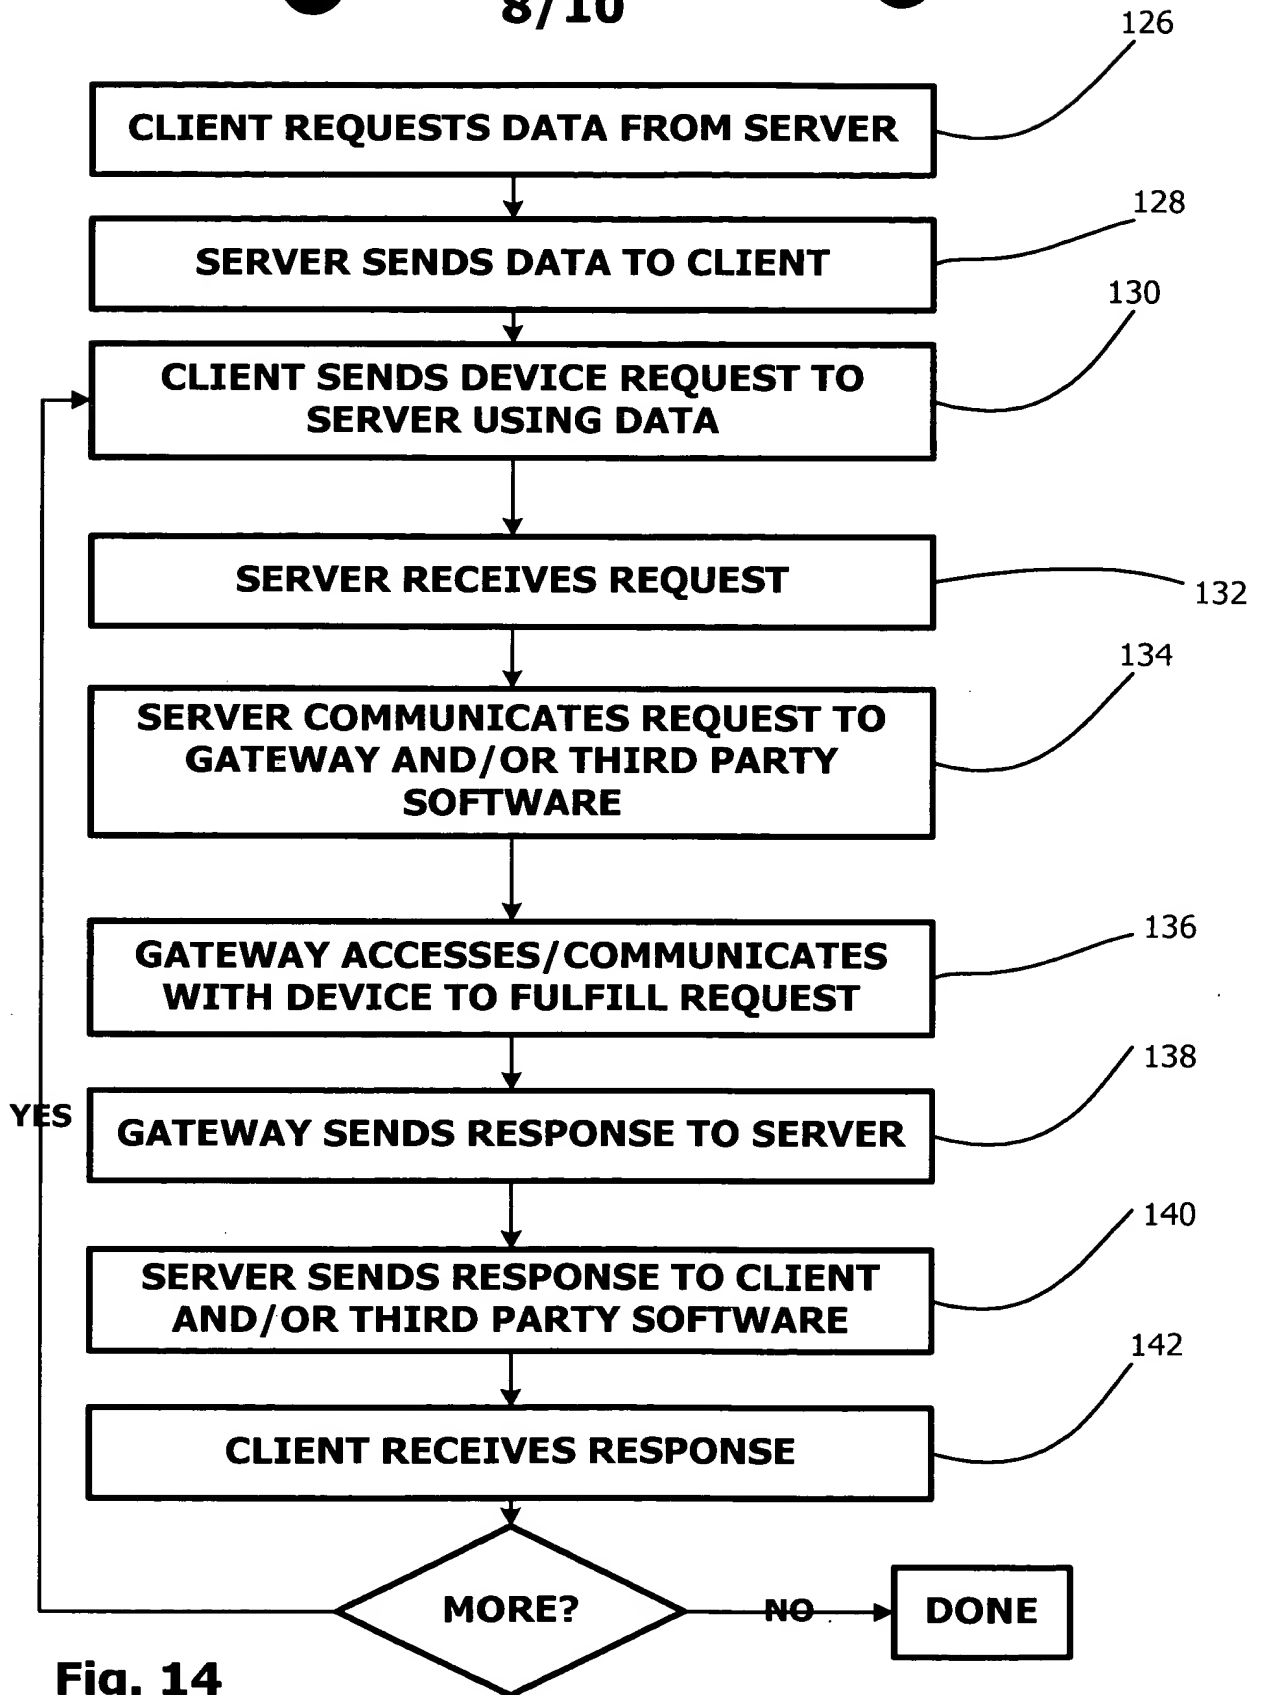 8/10
126
CLIENT REQUESTS DATA FROM SERVER
128
SERVER SENDS DATA TO CLIENT
130
CLIENT SENDS DEVICE REQUEST TO
SERVER USING DATA
SERVER RECEIVES REQUEST
132
134
SERVER COMMUNICATES REQUEST TO
GATEWAY AND/OR THIRD PARTY
SOFTWARE
136
GATEWAY ACCESSES/COMMUNICATES
WITH DEVICE TO FULFILL REQUEST
138
YES
GATEWAY SENDS RESPONSE TO SERVER
140
SERVER SENDS RESPONSE TO CLIENT
AND/OR THIRD PARTY SOFTWARE
142
CLIENT RECEIVES RESPONSE
MORE?
NO
DONE
Fig. 14